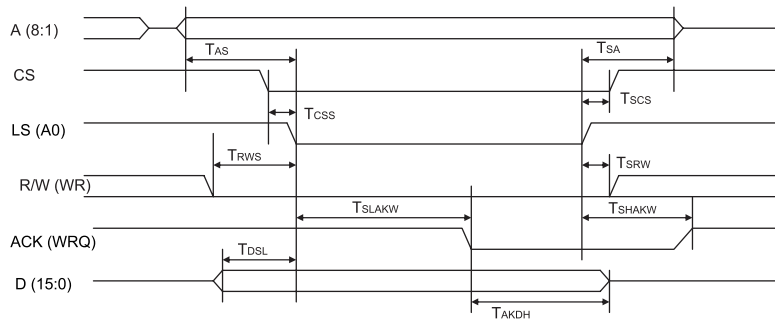 A (8:1)
TAS
TSA
CS
TCSS
TSCS
LS (A0)
TRWS
TSRW
R/W (WR)
TSLAKW
TSHAKW
ACK (WRQ)
TDSL
D (15:0)
TAKDH